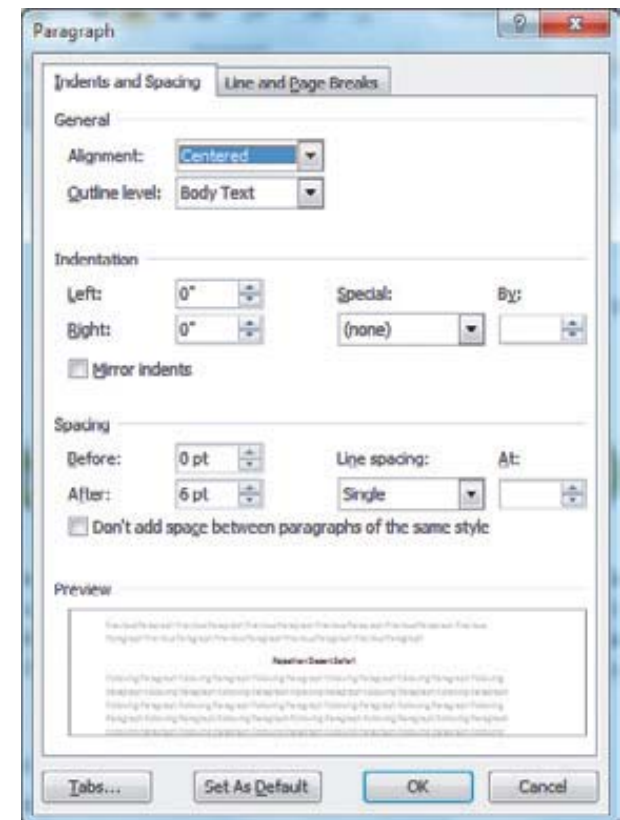 Paragraph
Indents and Spacing Line and Page Breaks
General
Alignment: Centered
Outline level: Body Text
Indentation
Left: 0" Special: By:
Right: 0" (none)
Mirror indents
Spacing
Before: 0 pt Line spacing: At:
After: 6 pt Single
Don't add space between paragraphs of the same style
Preview
Tabs... Set As Default OK Cancel